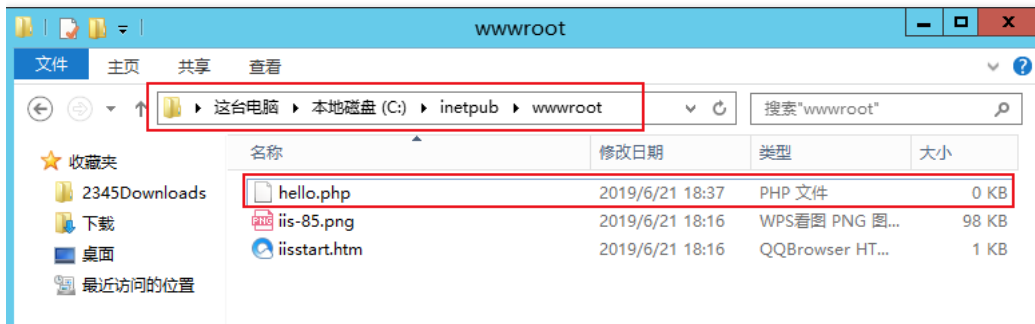 wwwroot
文件 主页 共享 查看
这台电脑 本地磁盘 (C:) inetpub wwwroot 搜索"wwwroot"
收藏夹
2345Downloads
下载
桌面
最近访问的位置
名称 修改日期 类型 大小
hello.php 2019/6/21 18:37 PHP 文件 0 KB
iis-85.png 2019/6/21 18:16 WPS看图 PNG 图... 98 KB
iisstart.htm 2019/6/21 18:16 QQBrowser HT... 1 KB